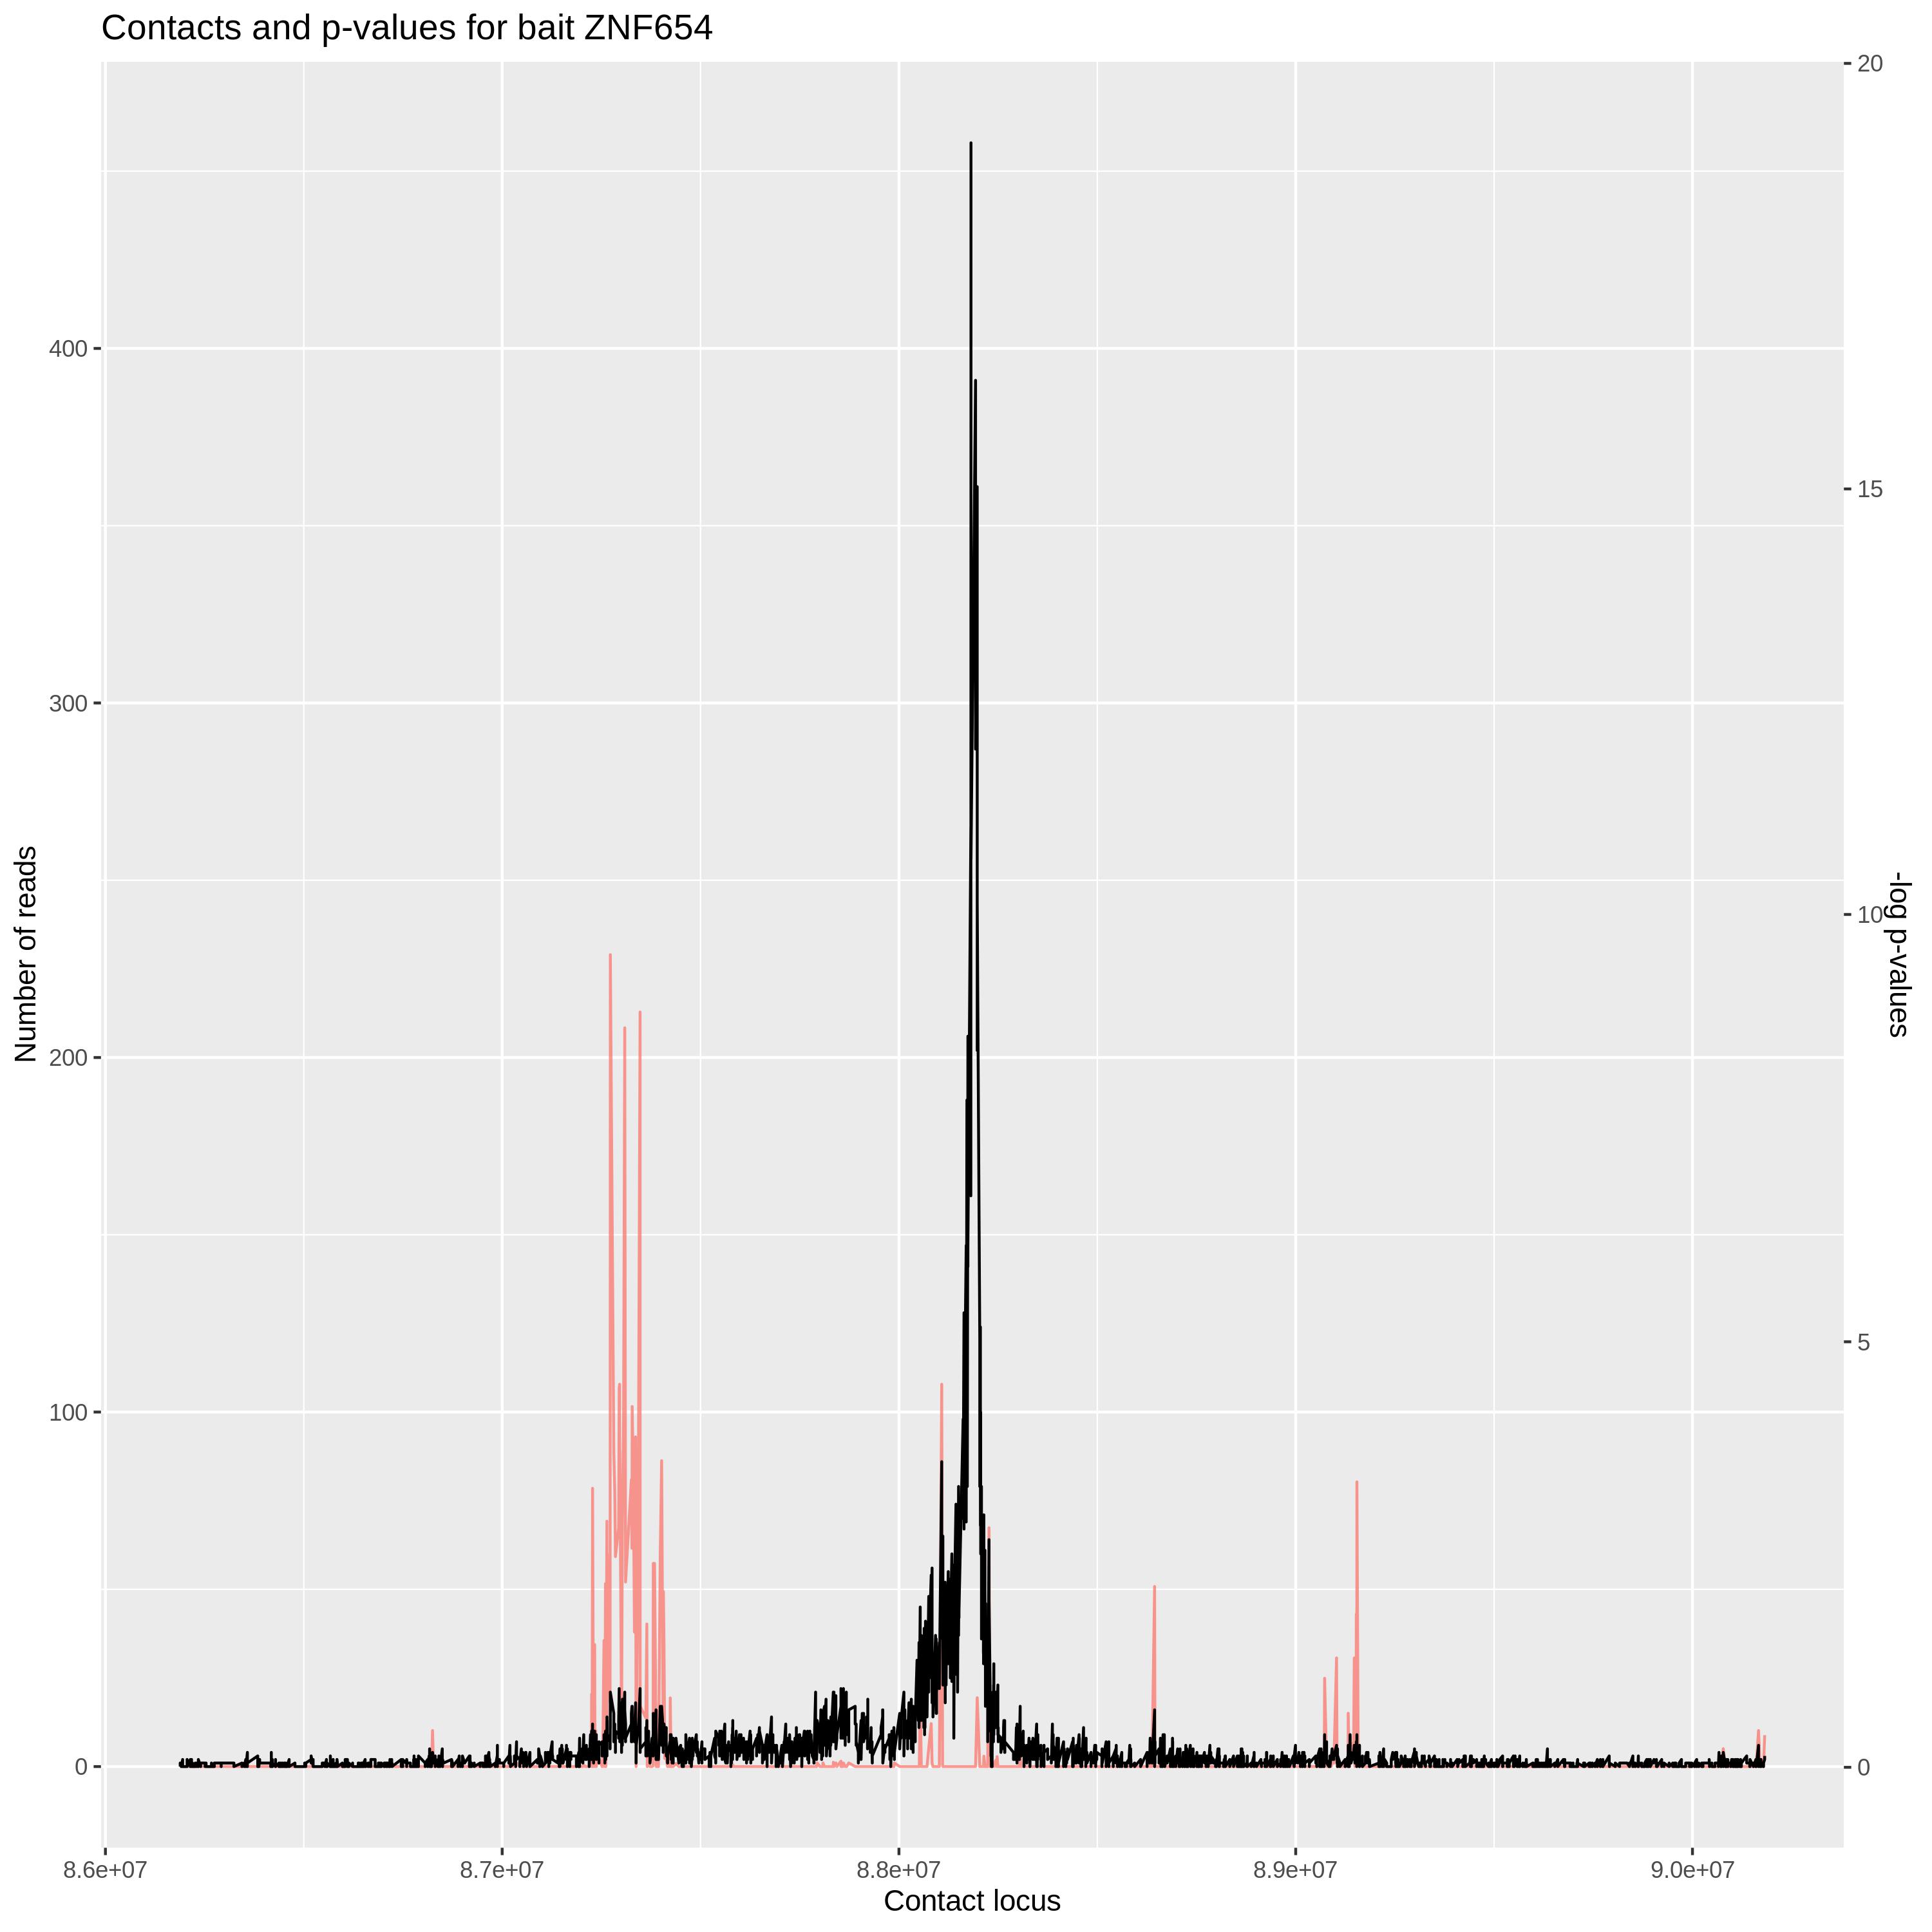 Contacts and p-values for bait ZNF654
20
15
10
5
0
-log p-values
400
300
200
100
0
Number of reads
8.6e+07
8.7e+07
8.8e+07
8.9e+07
9.0e+07
Contact locus